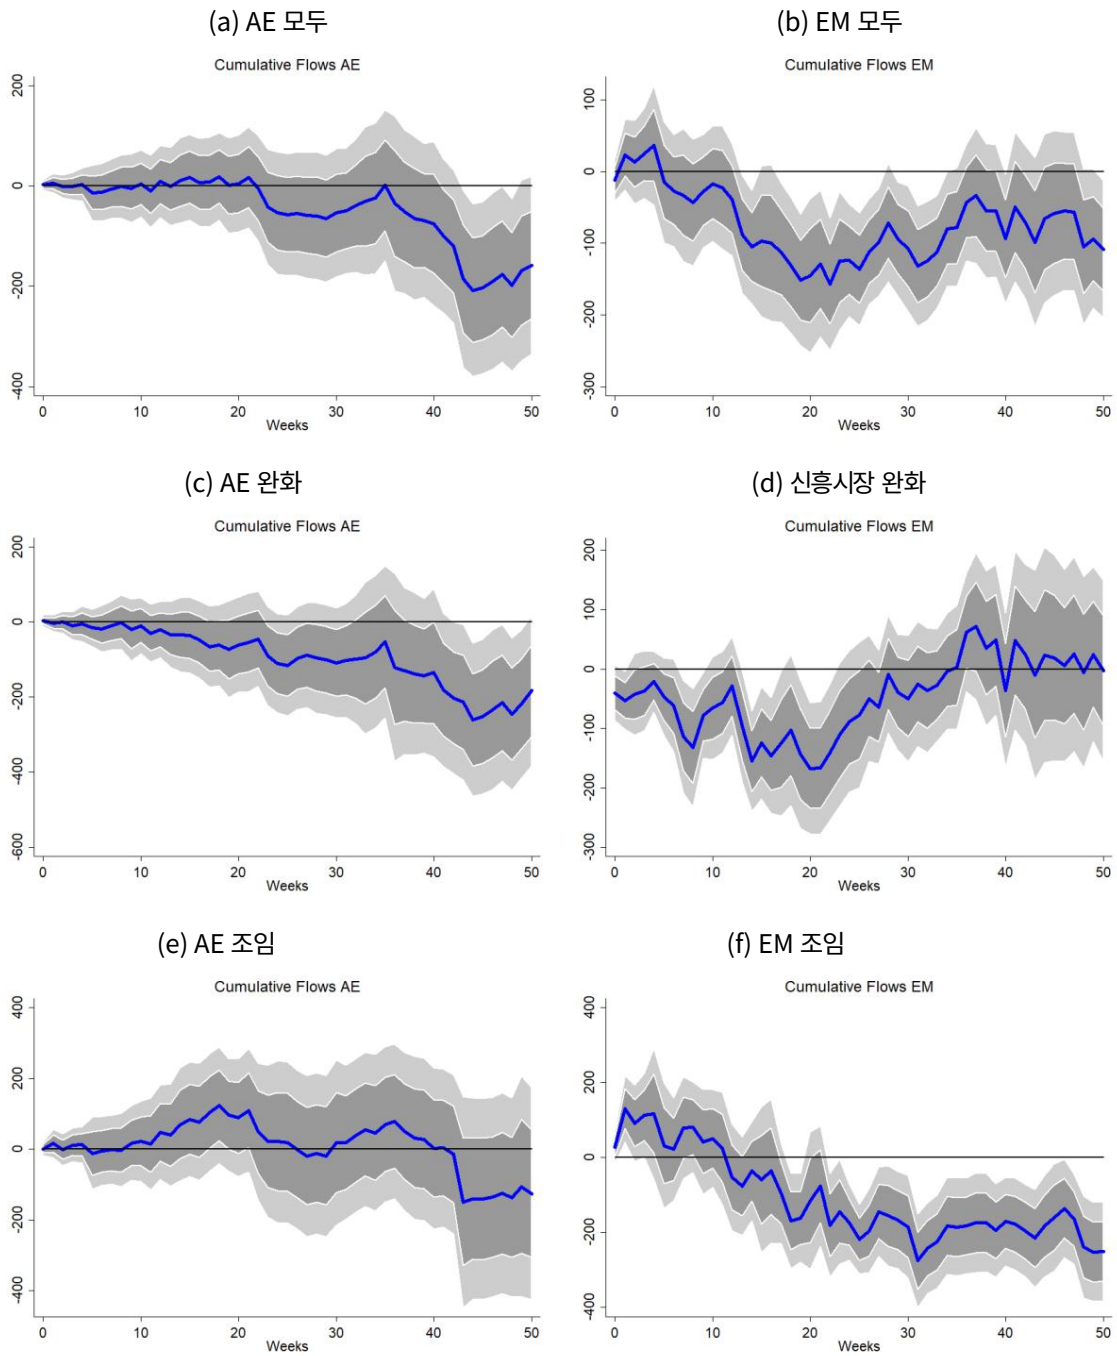 (a) AE 모두
Cumulative Flows AE
200
0
-200
-400
0 10 20 30 40 50
Weeks
(b) EM 모두
Cumulative Flows EM
100
0
-100
-200
-300
0 10 20 30 40 50
Weeks
(c) AE 완화
Cumulative Flows AE
200
0
-200
-400
-600
0 10 20 30 40 50
Weeks
(d) 신흥시장 완화
Cumulative Flows EM
200
100
0
-100
-200
-300
0 10 20 30 40 50
Weeks
(e) AE 조임
Cumulative Flows AE
400
200
0
-200
-400
0 10 20 30 40 50
Weeks
(f) EM 조임
Cumulative Flows EM
400
200
0
-200
-400
0 10 20 30 40 50
Weeks